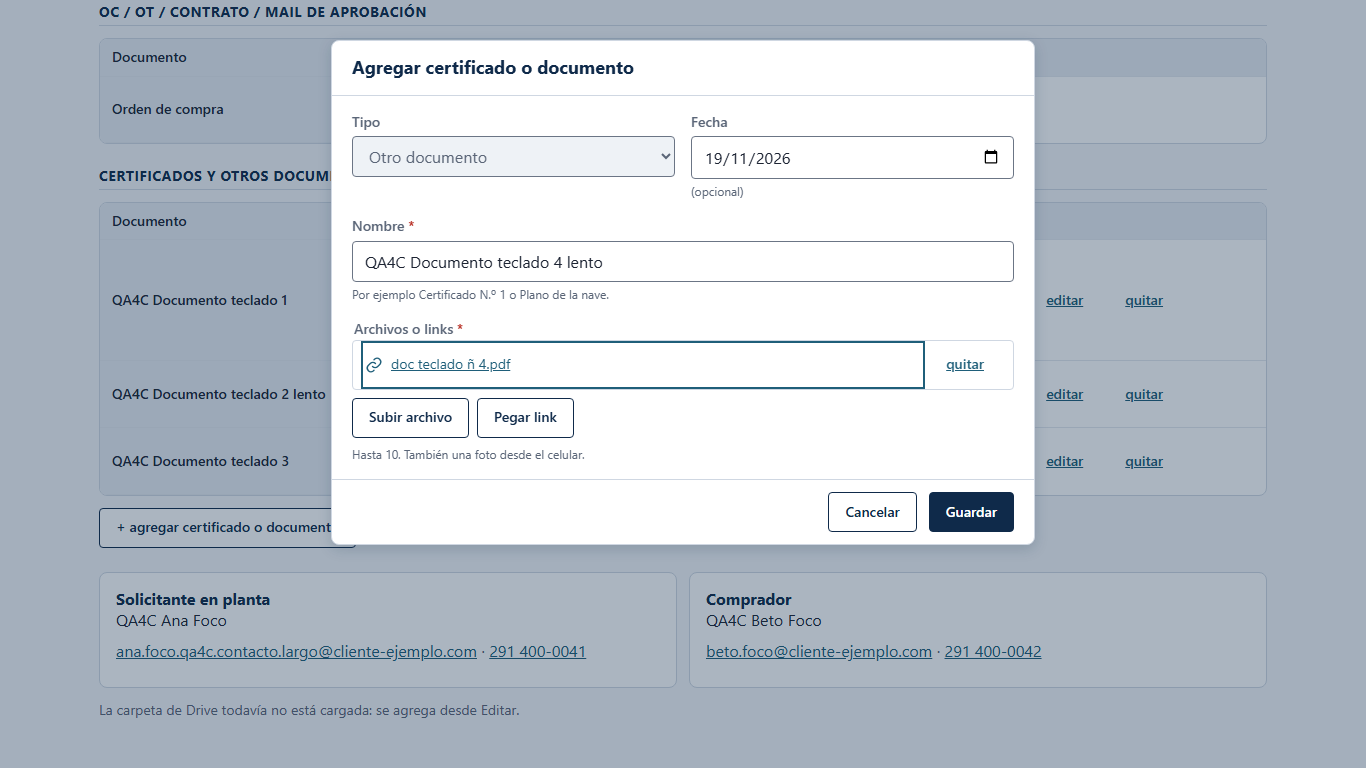 OC / OT / CONTRATO / MAIL DE APROBACIÓN
Documento
Orden de compra
CERTIFICADOS Y OTROS
Documento
QA4C Documento teclado 1
editar
quitar
QA4C Documento teclado 2 lento
editar
quitar
QA4C Documento teclado 3
editar
quitar
+ agregar certificado o
Agregar certificado o documento
Tipo
Fecha
Otro documento
19/11/2026
(opcional)
Nombre *
QA4C Documento teclado 4 lento
Por ejemplo Certificado N.º 1 o Plano de la nave.
Archivos o links *
doc teclado ñ 4.pdf
quitar
Subir archivo
Pegar link
Hasta 10. También una foto desde el celular.
Cancelar
Guardar
Solicitante en planta
QA4C Ana Foco
ana.foco.qa4c.contacto.largo@cliente-ejemplo.com · 291 400-0041
Comprador
QA4C Beto Foco
beto.foco@cliente-ejemplo.com · 291 400-0042
La carpeta de Drive todavía no está cargada: se agrega desde Editar.